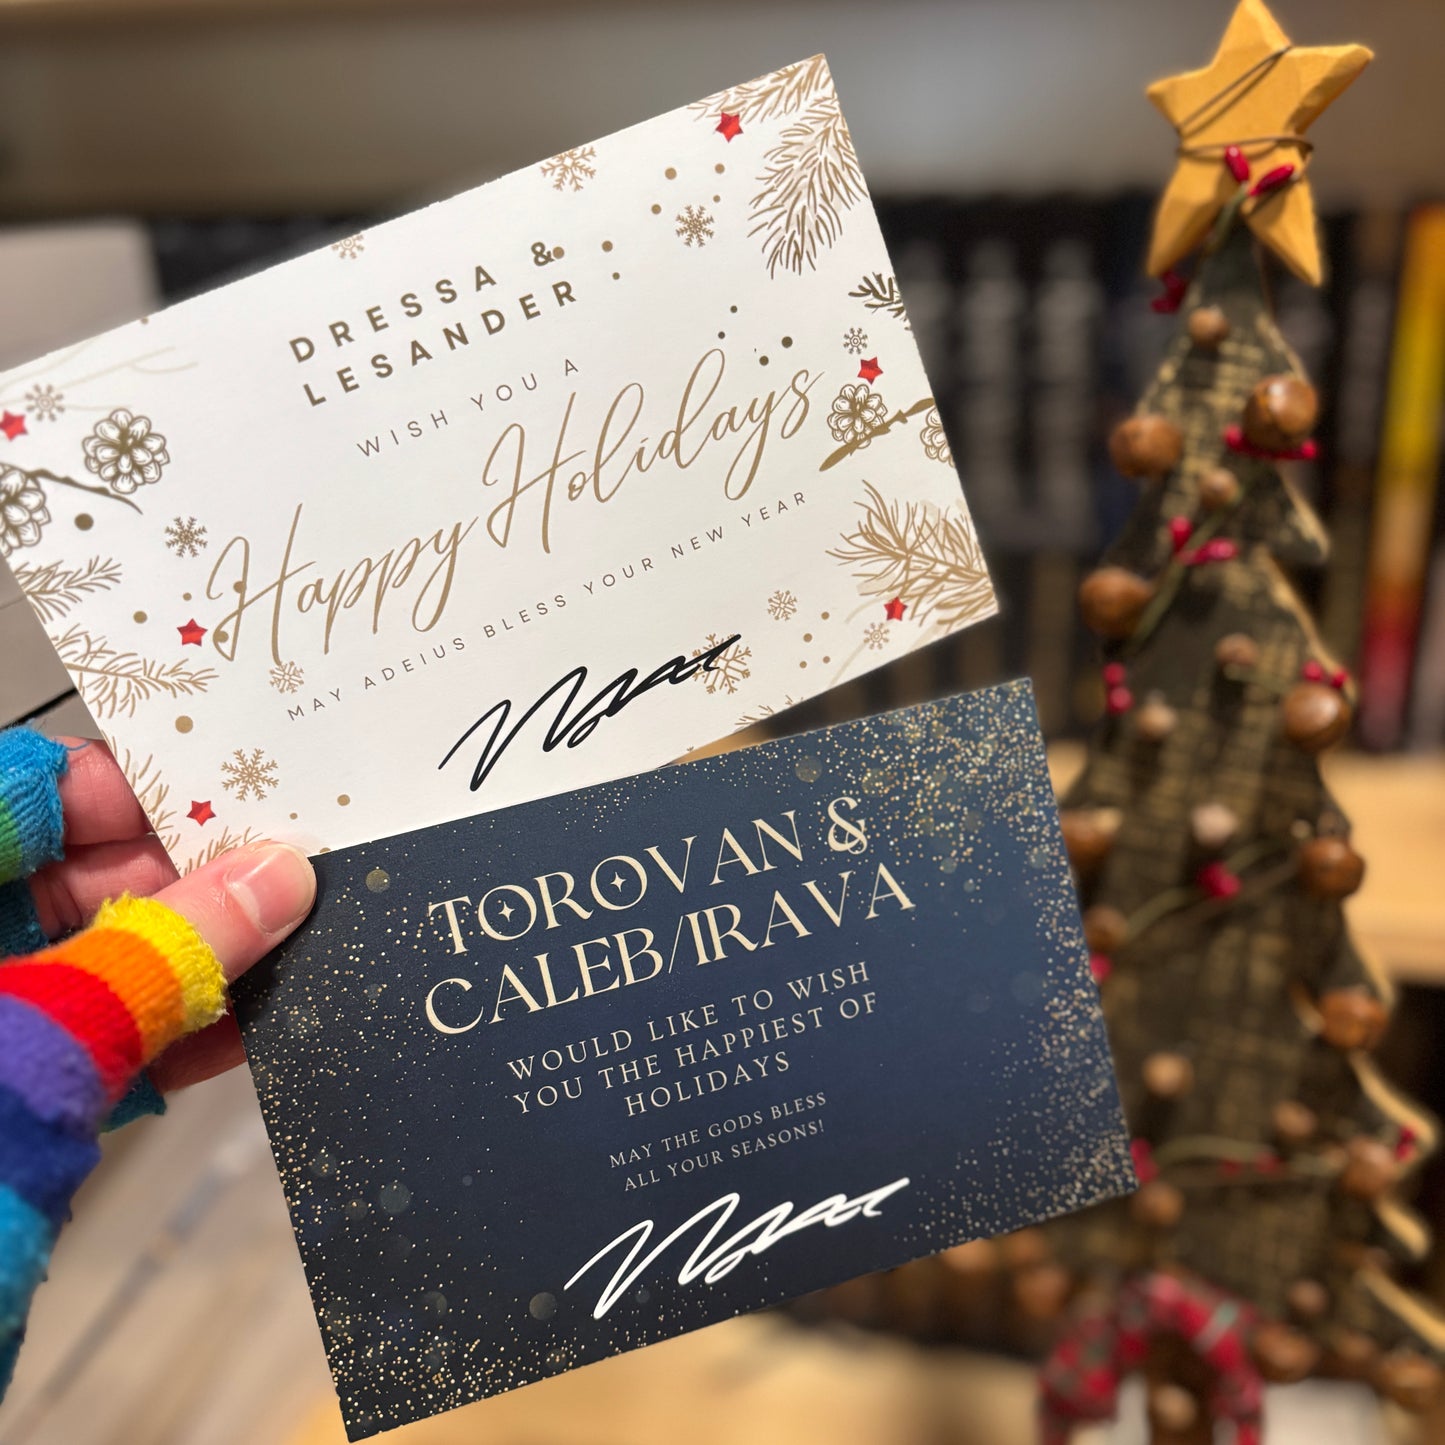 DRESSA &
LESANDER
WISH YOU A
Happy Holidays
MAY ADEIUS BLESS YOUR NEW YEAR
TOROVAN &
CALEB/IRAVA
WOULD LIKE TO WISH
YOU THE HAPPIEST OF
HOLIDAYS
MAY THE GODS BLESS
ALL YOUR SEASONS!